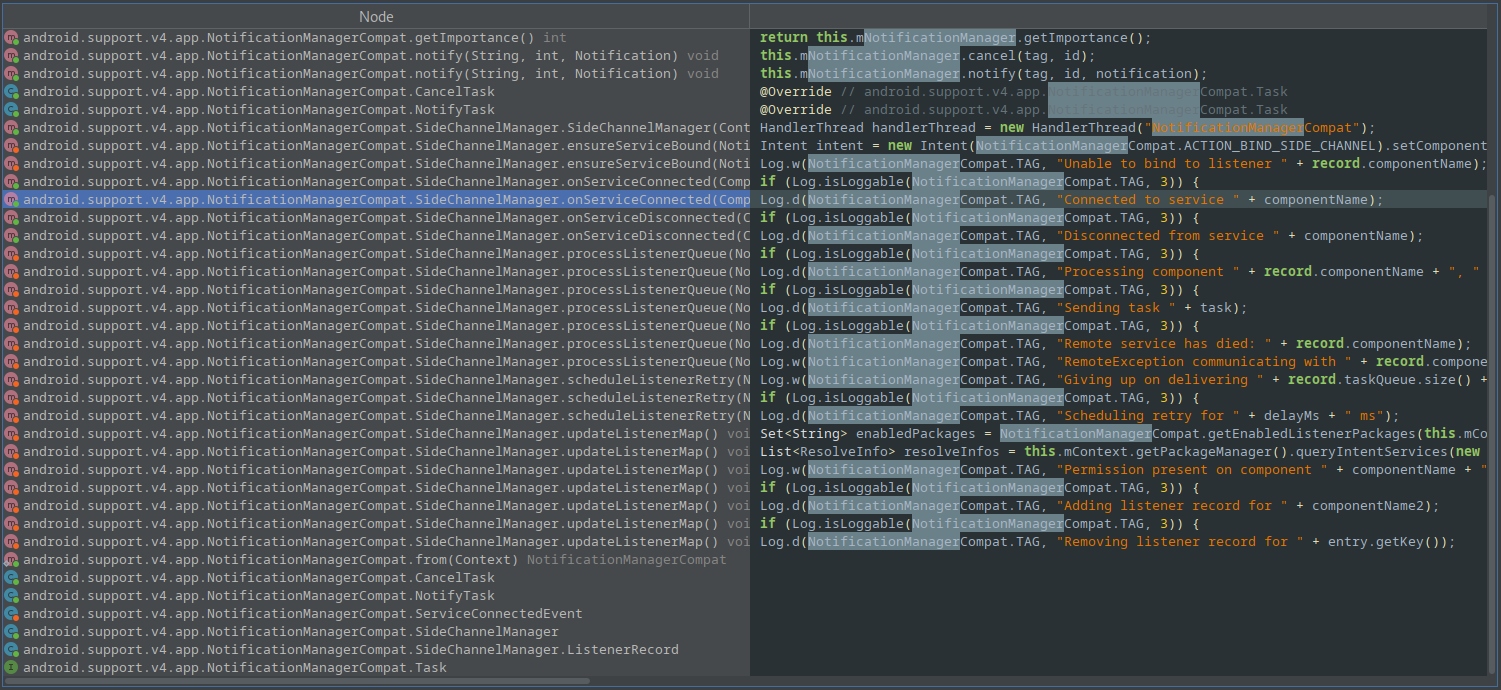 Node
android.support.v4.app.NotificationManagerCompat.getImportance() int return this.mNotificationManager.getImportance();
android.support.v4.app.NotificationManagerCompat.notify(String, int, Notification) void this.mNotificationManager.cancel(tag, id);
android.support.v4.app.NotificationManagerCompat.notify(String, int, Notification) void this.mNotificationManager.notify(tag, id, notification);
android.support.v4.app.NotificationManagerCompat.CancelTask @Override // android.support.v4.app.NotificationManagerCompat.Task
android.support.v4.app.NotificationManagerCompat.NotifyTask @Override // android.support.v4.app.NotificationManagerCompat.Task
android.support.v4.app.NotificationManagerCompat.SideChannelManager.SideChannelManager(Cont HandlerThread handlerThread = new HandlerThread("NotificationManagerCompat");
android.support.v4.app.NotificationManagerCompat.SideChannelManager.ensureServiceBound(Noti Intent intent = new Intent(NotificationManagerCompat.ACTION_BIND_SIDE_CHANNEL).setComponent
android.support.v4.app.NotificationManagerCompat.SideChannelManager.ensureServiceBound(Noti Log.w(NotificationManagerCompat.TAG, "Unable to bind to listener " + record.componentName);
android.support.v4.app.NotificationManagerCompat.SideChannelManager.onServiceConnected(Comp if (Log.isLoggable(NotificationManagerCompat.TAG, 3)) {
android.support.v4.app.NotificationManagerCompat.SideChannelManager.onServiceConnected(Comp Log.d(NotificationManagerCompat.TAG, "Connected to service " + componentName);
android.support.v4.app.NotificationManagerCompat.SideChannelManager.onServiceDisconnected(C if (Log.isLoggable(NotificationManagerCompat.TAG, 3)) {
android.support.v4.app.NotificationManagerCompat.SideChannelManager.onServiceDisconnected(C Log.d(NotificationManagerCompat.TAG, "Disconnected from service " + componentName);
android.support.v4.app.NotificationManagerCompat.SideChannelManager.processListenerQueue(No if (Log.isLoggable(NotificationManagerCompat.TAG, 3)) {
android.support.v4.app.NotificationManagerCompat.SideChannelManager.processListenerQueue(No Log.d(NotificationManagerCompat.TAG, "Processing component " + record.componentName + ", "
android.support.v4.app.NotificationManagerCompat.SideChannelManager.processListenerQueue(No if (Log.isLoggable(NotificationManagerCompat.TAG, 3)) {
android.support.v4.app.NotificationManagerCompat.SideChannelManager.processListenerQueue(No Log.d(NotificationManagerCompat.TAG, "Sending task " + task);
android.support.v4.app.NotificationManagerCompat.SideChannelManager.processListenerQueue(No if (Log.isLoggable(NotificationManagerCompat.TAG, 3)) {
android.support.v4.app.NotificationManagerCompat.SideChannelManager.processListenerQueue(No Log.d(NotificationManagerCompat.TAG, "Remote service has died: " + record.componentName);
android.support.v4.app.NotificationManagerCompat.SideChannelManager.processListenerQueue(No Log.w(NotificationManagerCompat.TAG, "RemoteException communicating with " + record.compone
android.support.v4.app.NotificationManagerCompat.SideChannelManager.scheduleListenerRetry(N Log.w(NotificationManagerCompat.TAG, "Giving up on delivering " + record.taskQueue.size() +
android.support.v4.app.NotificationManagerCompat.SideChannelManager.scheduleListenerRetry(N if (Log.isLoggable(NotificationManagerCompat.TAG, 3)) {
android.support.v4.app.NotificationManagerCompat.SideChannelManager.scheduleListenerRetry(N Log.d(NotificationManagerCompat.TAG, "Scheduling retry for " + delayMs + " ms");
android.support.v4.app.NotificationManagerCompat.SideChannelManager.updateListenerMap() voi Set<String> enabledPackages = NotificationManagerCompat.getEnabledListenerPackages(this.mCo
android.support.v4.app.NotificationManagerCompat.SideChannelManager.updateListenerMap() voi List<ResolveInfo> resolveInfos = this.mContext.getPackageManager().queryIntentServices(new
android.support.v4.app.NotificationManagerCompat.SideChannelManager.updateListenerMap() voi Log.w(NotificationManagerCompat.TAG, "Permission present on component " + componentName + "
android.support.v4.app.NotificationManagerCompat.SideChannelManager.updateListenerMap() voi if (Log.isLoggable(NotificationManagerCompat.TAG, 3)) {
android.support.v4.app.NotificationManagerCompat.SideChannelManager.updateListenerMap() voi Log.d(NotificationManagerCompat.TAG, "Adding listener record for " + componentName2);
android.support.v4.app.NotificationManagerCompat.SideChannelManager.updateListenerMap() voi if (Log.isLoggable(NotificationManagerCompat.TAG, 3)) {
android.support.v4.app.NotificationManagerCompat.SideChannelManager.updateListenerMap() voi Log.d(NotificationManagerCompat.TAG, "Removing listener record for " + entry.getKey());
android.support.v4.app.NotificationManagerCompat.from(Context) NotificationManagerCompat
android.support.v4.app.NotificationManagerCompat.CancelTask
android.support.v4.app.NotificationManagerCompat.NotifyTask
android.support.v4.app.NotificationManagerCompat.ServiceConnectedEvent
android.support.v4.app.NotificationManagerCompat.SideChannelManager
android.support.v4.app.NotificationManagerCompat.SideChannelManager.ListenerRecord
android.support.v4.app.NotificationManagerCompat.Task